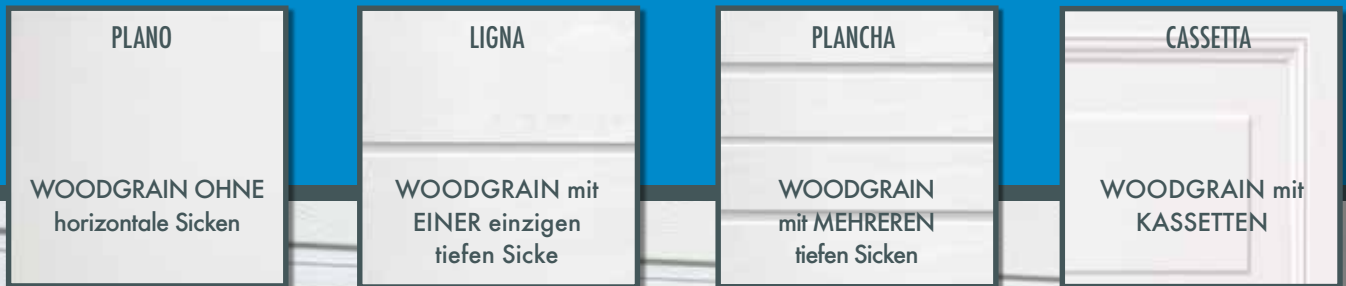 PLANO
WOODGRAIN OHNE
horizontale Sicken
LIGNA
WOODGRAIN mit
EINER einzigen
tiefen Sicke
PLANCHA
WOODGRAIN
mit MEHREREN
tiefen Sicken
CASSETTA
WOODGRAIN mit
KASSETTEN